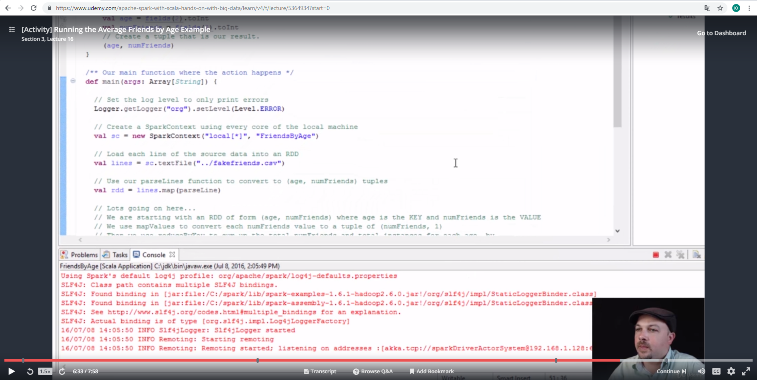 https://www.udemy.com/apache-spark-with-scala-hands-on-with-big-data/learn/v4/t/lecture/5364934?start=0
[Activity] Running the Average Friends by Age Example
Section 3, Lecture 16
Go to Dashboard
// Create a tuple that is our result.
(age, numFriends)
}
/** Our main function where the action happens */
def main(args: Array[String]) {
// Set the log level to only print errors
Logger.getLogger("org").setLevel(Level.ERROR)
// Create a SparkContext using every core of the local machine
val sc = new SparkContext("local[*]", "FriendsByAge")
// Load each line of the source data into an RDD
val lines = sc.textFile("../fakefriends.csv")
// Use our parseLines function to convert to (age, numFriends) tuples
val rdd = lines.map(parseLine)
// Lots going on here...
// We are starting with an RDD of form (age, numFriends) where age is the KEY and numFriends is the VALUE
// We use mapValues to convert each numFriends value to a tuple of (numFriends, 1)
Problems Tasks Console
FriendsByAge [Scala Application] C:\jdk\bin\javaw.exe (Jul 8, 2016, 2:05:49 PM)
Using Spark's default log4j profile: org/apache/spark/log4j-defaults.properties
SLF4J: Class path contains multiple SLF4J bindings.
SLF4J: Found binding in [jar:file:/C:/spark/lib/spark-examples-1.6.1-hadoop2.6.0.jar!/org/slf4j/impl/StaticLoggerBinder.class]
SLF4J: Found binding in [jar:file:/C:/spark/lib/spark-assembly-1.6.1-hadoop2.6.0.jar!/org/slf4j/impl/StaticLoggerBinder.class]
SLF4J: See http://www.slf4j.org/codes.html#multiple_bindings for an explanation.
SLF4J: Actual binding is of type [org.slf4j.impl.Log4jLoggerFactory]
16/07/08 14:05:50 INFO Slf4jLogger: Slf4jLogger started
16/07/08 14:05:50 INFO Remoting: Starting remoting
16/07/08 14:05:50 INFO Remoting: Remoting started; listening on addresses :[akka.tcp://sparkDriverActorSystem@192.168.1.128:6
6:33 / 7:58
Transcript
Browse Q&A
Add Bookmark
Continue